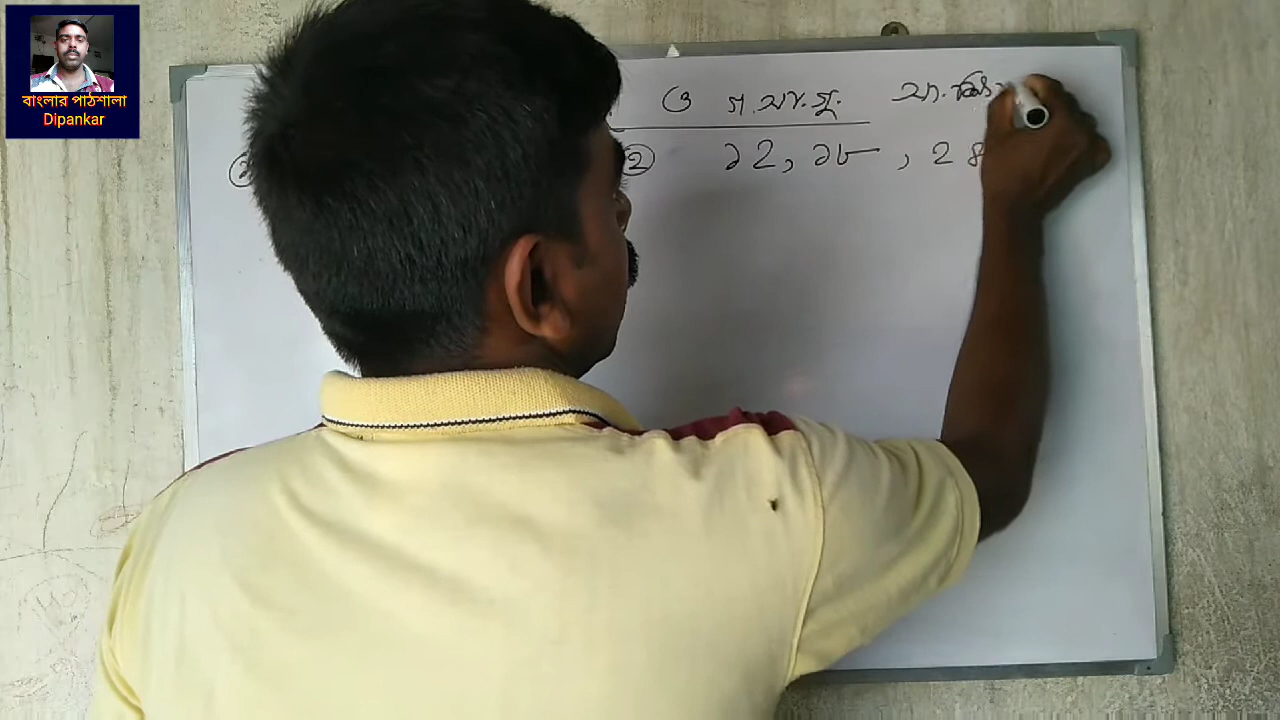 বাংলার পাঠশালা
Dipankar
ও গ.সা.গু.
② ১২, ১৮, ২৪